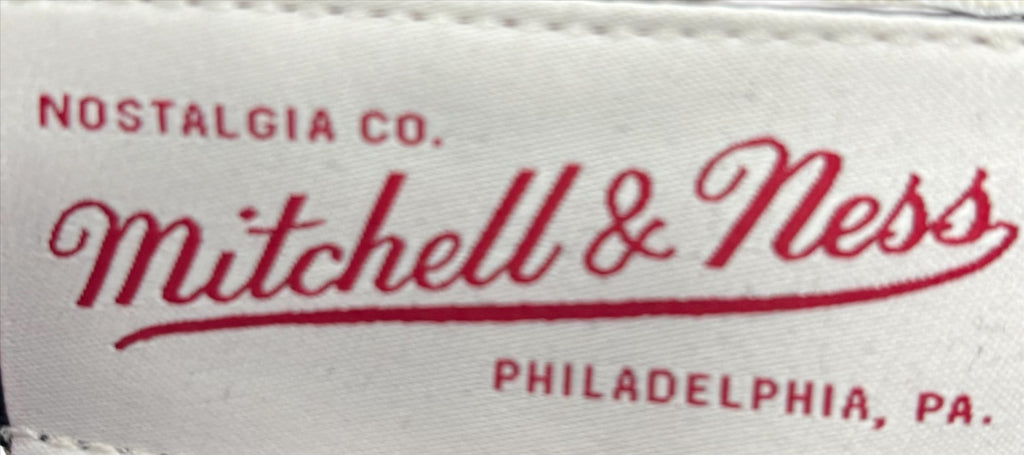 NOSTALGIA CO.
Mitchell & Ness
PHILADELPHIA, PA.